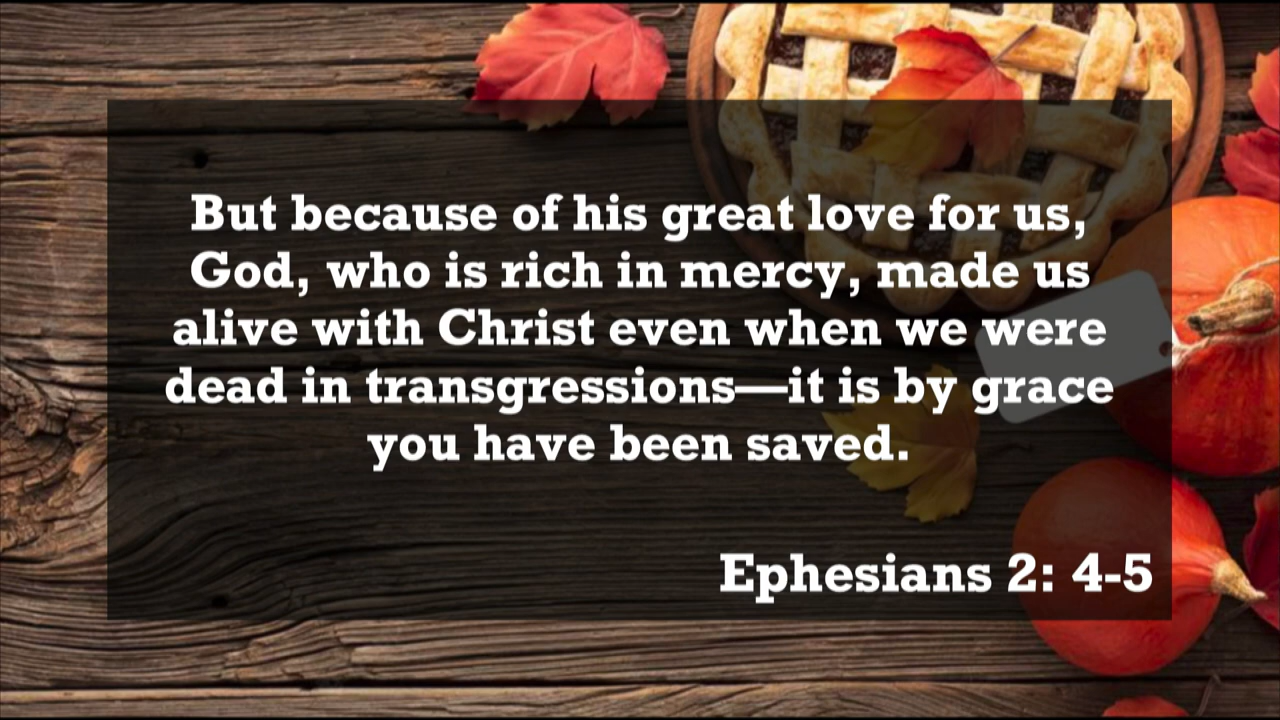 But because of his great love for us,
God, who is rich in mercy, made us
alive with Christ even when we were
dead in transgressions—it is by grace
you have been saved.
Ephesians 2: 4-5